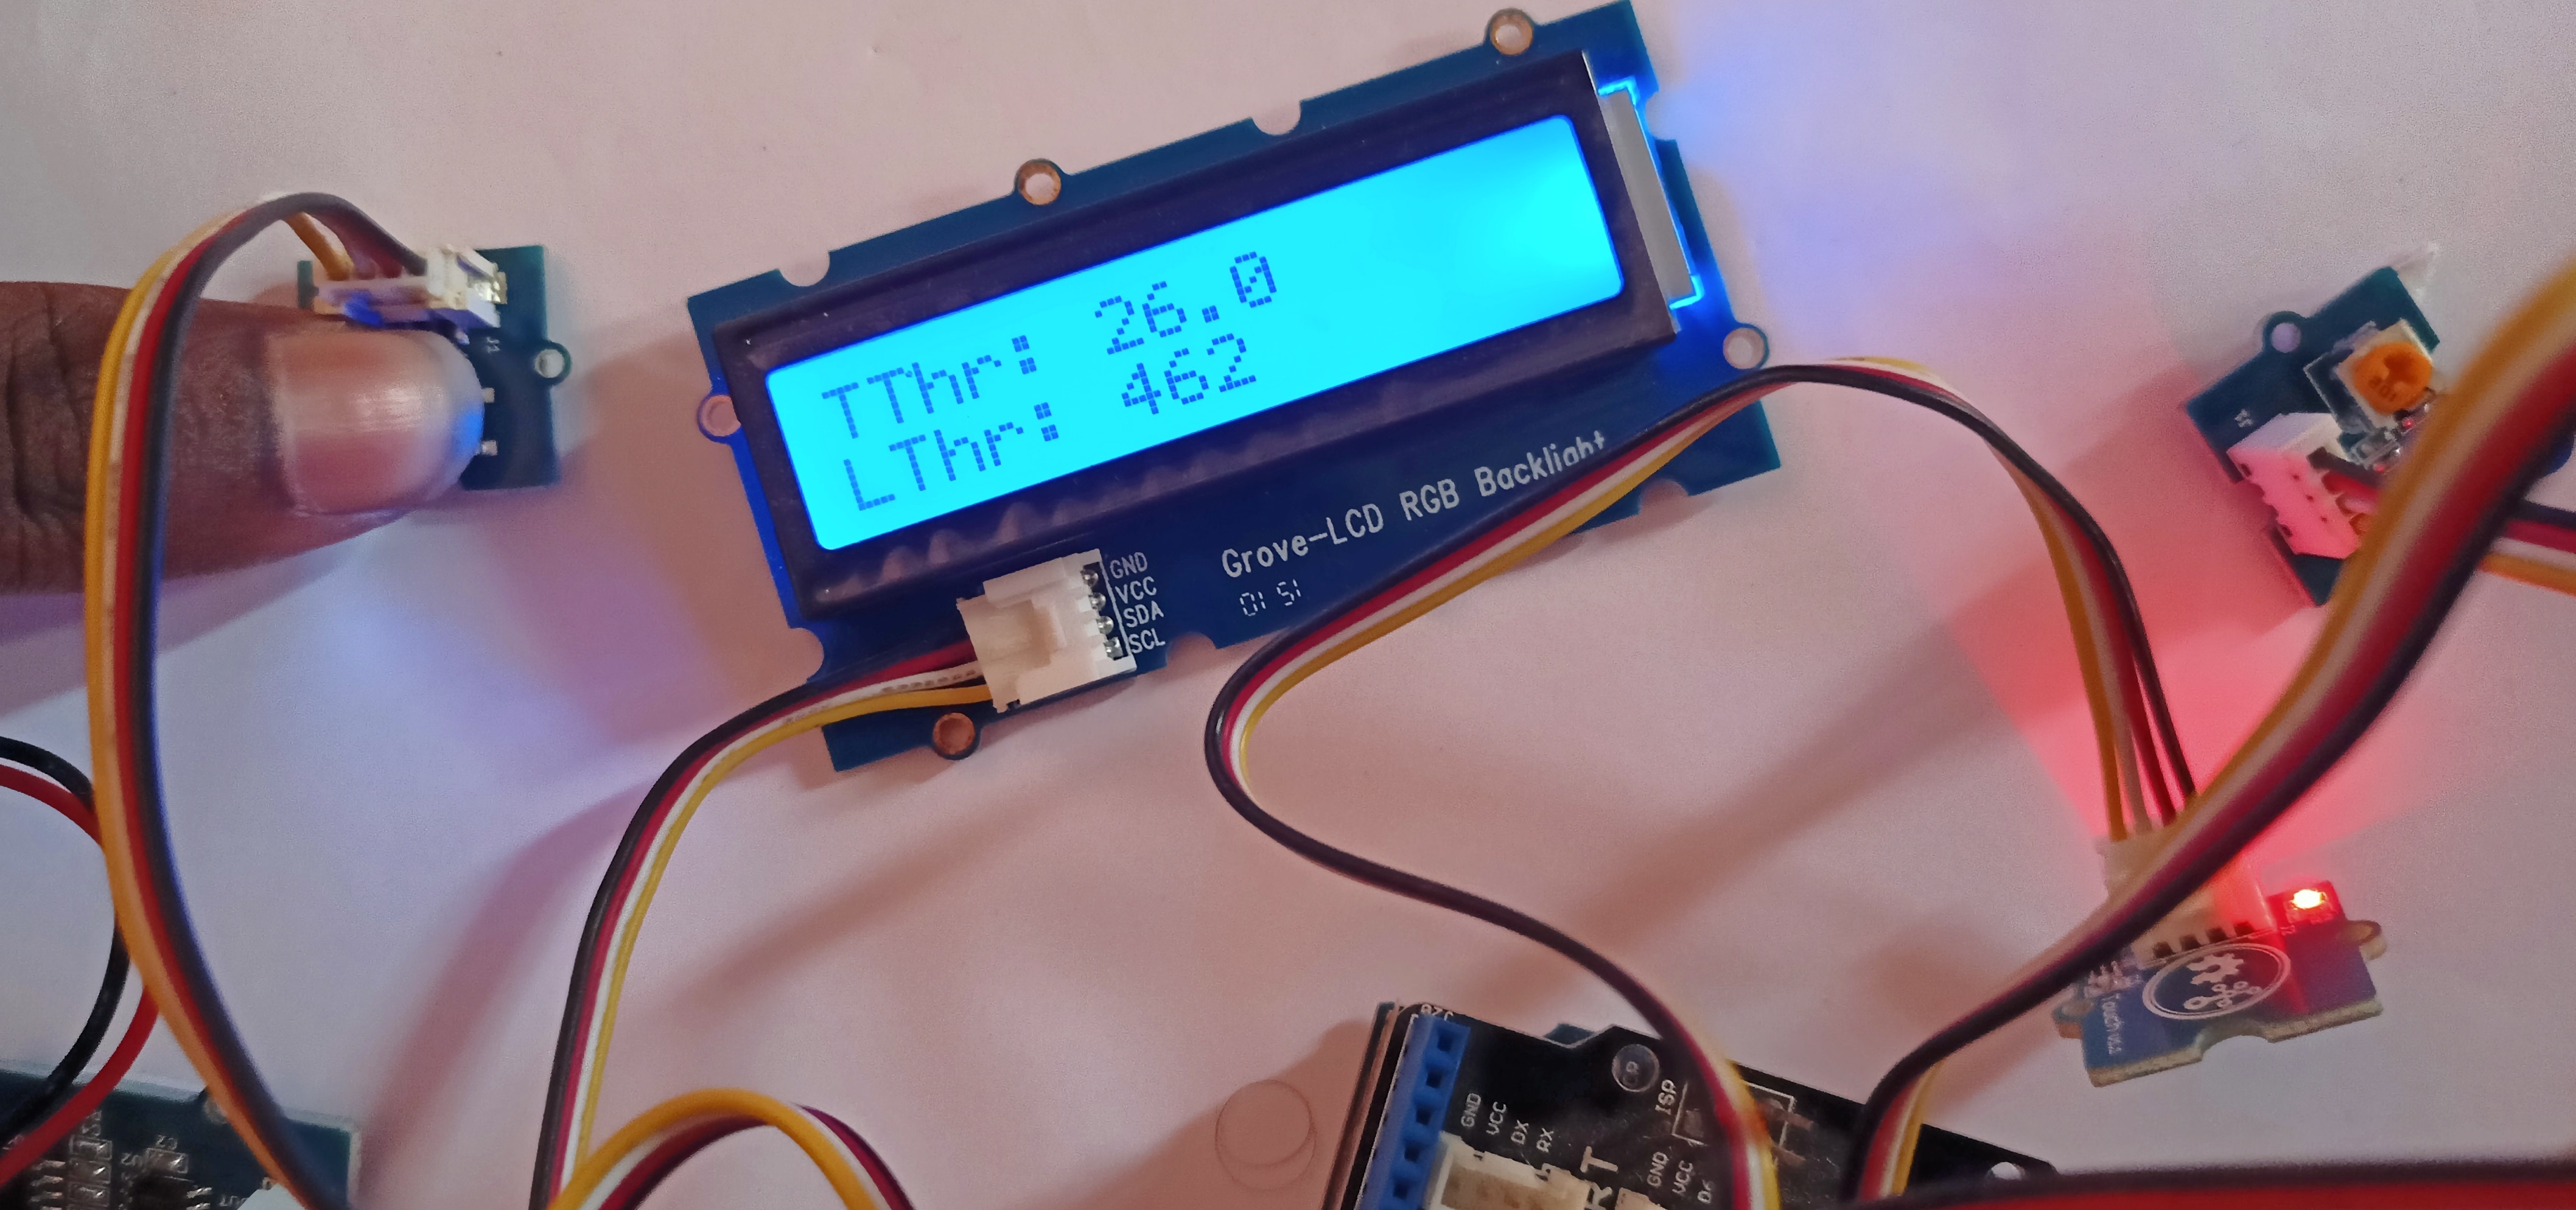 TThr: 26.0
LThr: 462
Grove-LCD RGB Backlight
GND
VCC
SDA
SCL
J1
ISP
GND
VCC
DX
RX
GND
VCC